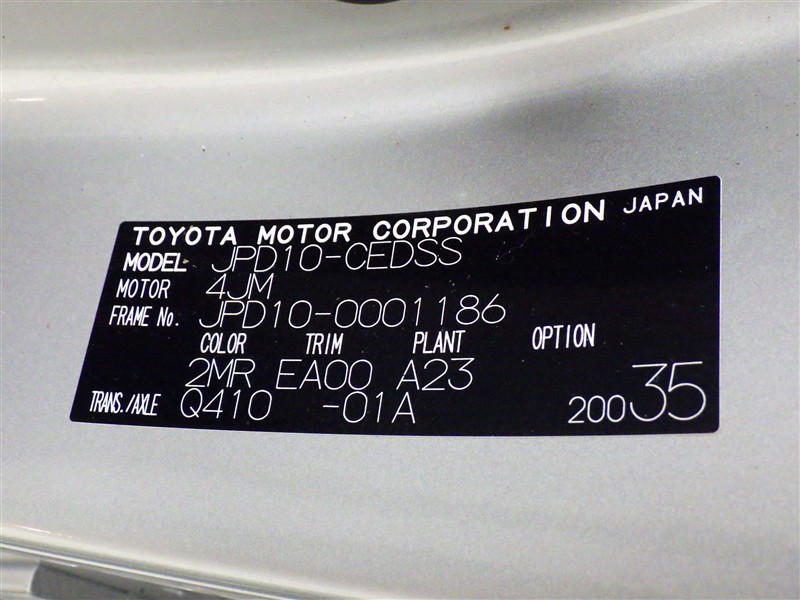 TOYOTA MOTOR CORPORATION JAPAN
MODEL JPD10-CEDSS
MOTOR 4JM
FRAME No. JPD10-0001186
COLOR TRIM PLANT OPTION
2MR EA00 A23
TRANS./AXLE Q410 -01A 20035